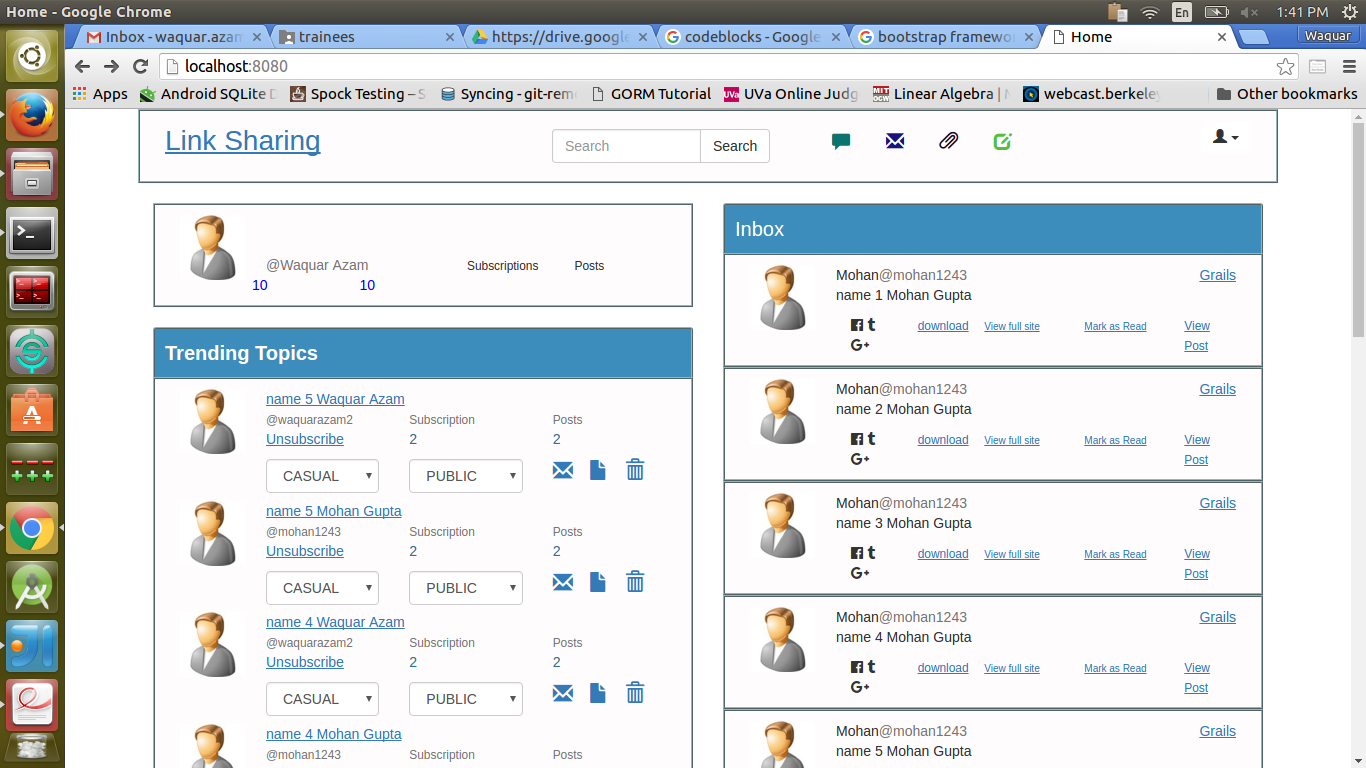 Home - Google Chrome
En
1:41 PM
Inbox - waquar.azam
trainees
https://drive.google
codeblocks - Google
bootstrap framewor
Home
Waquar
localhost:8080
Apps
Android SQLite D
Spock Testing – S
Syncing - git-rem
GORM Tutorial
UVa Online Judg
Linear Algebra | M
webcast.berkeley
Other bookmarks
Link Sharing
Search
Search
@Waquar Azam
Subscriptions
Posts
10
10
Trending Topics
name 5 Waquar Azam
@waquarazam2
Subscription
Posts
Unsubscribe
2
2
CASUAL
PUBLIC
name 5 Mohan Gupta
@mohan1243
Subscription
Posts
Unsubscribe
2
2
CASUAL
PUBLIC
name 4 Waquar Azam
@waquarazam2
Subscription
Posts
Unsubscribe
2
2
CASUAL
PUBLIC
name 4 Mohan Gupta
@mohan1243
Subscription
Posts
Inbox
Mohan@mohan1243
Grails
name 1 Mohan Gupta
download
View full site
Mark as Read
View
Post
Mohan@mohan1243
Grails
name 2 Mohan Gupta
download
View full site
Mark as Read
View
Post
Mohan@mohan1243
Grails
name 3 Mohan Gupta
download
View full site
Mark as Read
View
Post
Mohan@mohan1243
Grails
name 4 Mohan Gupta
download
View full site
Mark as Read
View
Post
Mohan@mohan1243
Grails
name 5 Mohan Gupta